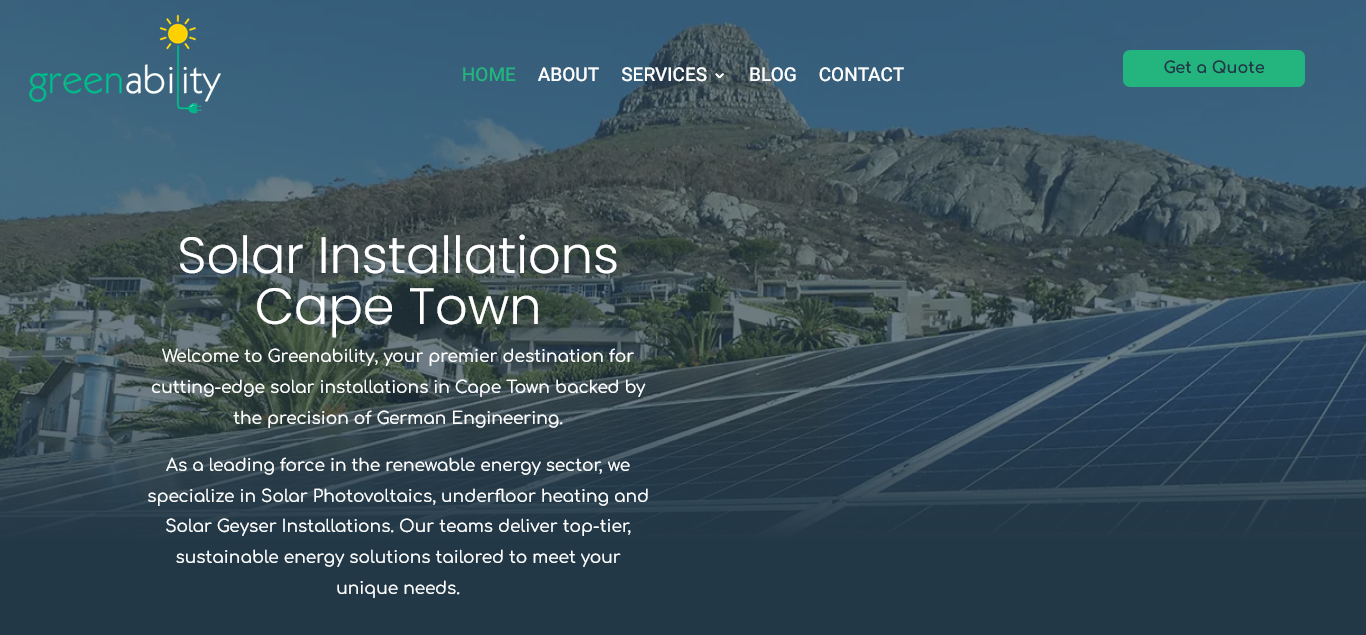 greenability
HOME ABOUT SERVICES BLOG CONTACT
Get a Quote
Solar Installations
Cape Town
Welcome to Greenability, your premier destination for
cutting-edge solar installations in Cape Town backed by
the precision of German Engineering.
As a leading force in the renewable energy sector, we
specialize in Solar Photovoltaics, underfloor heating and
Solar Geyser Installations. Our teams deliver top-tier,
sustainable energy solutions tailored to meet your
unique needs.